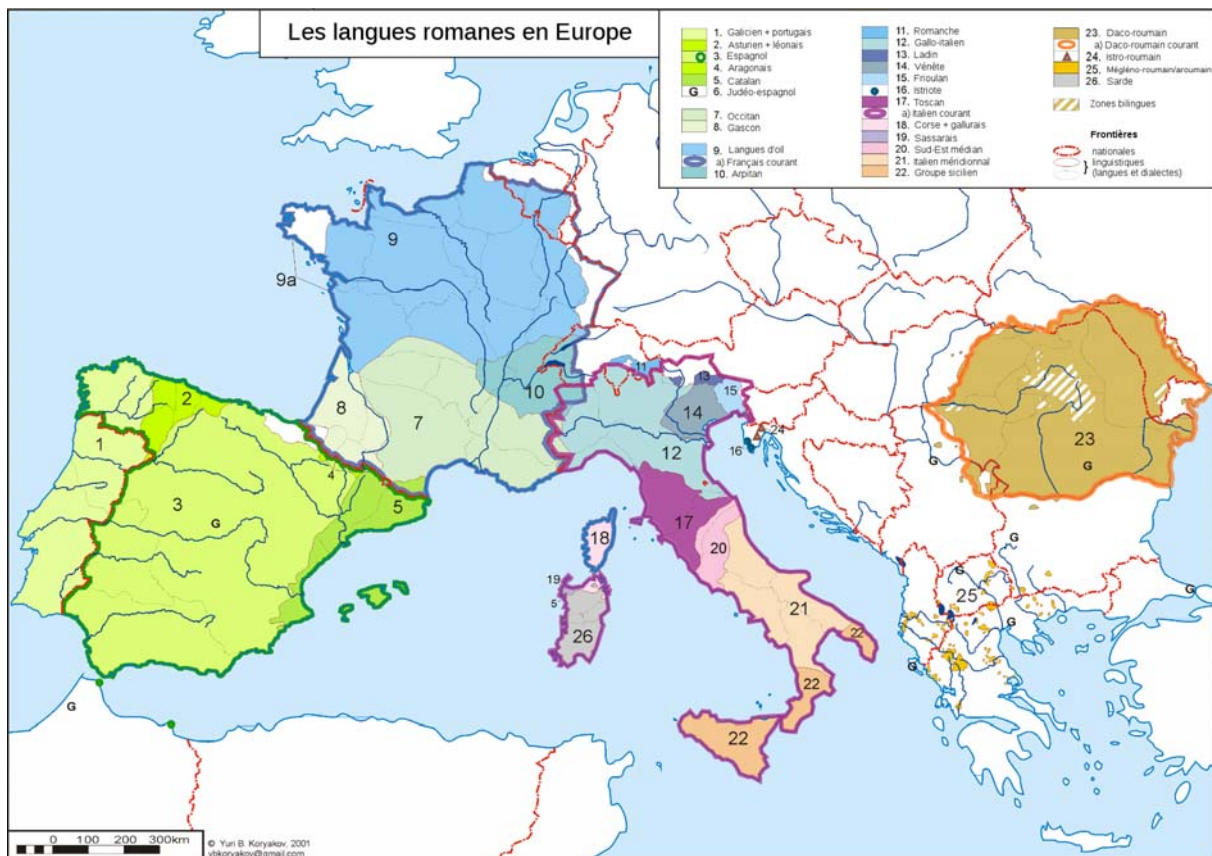 Les langues romanes en Europe
1. Galicien + portugais
2. Asturien + léonais
3. Espagnol
4. Aragonais
5. Catalan
G 6. Judéo-espagnol
7. Occitan
8. Gascon
9. Langues d'oïl
a) Français courant
10. Arpitan
11. Romanche
12. Gallo-italien
13. Ladin
14. Vénète
15. Frioulan
16. Istriote
17. Toscan
a) Italien courant
18. Corse + gallurais
19. Sassarais
20. Sud-Est médian
21. Italien méridionnal
22. Groupe sicilien
23. Daco-roumain
a) Daco-roumain courant
24. Istro-roumain
25. Mégléno-roumain/aroumain
26. Sarde
Zones bilingues
Frontières
nationales
linguistiques
(langues et dialectes)
9
9a
10
11
13
15
8
7
14
2
12
24
16
1
4
23
G
G
3
5
17
G
18
20
G
19
5
G
25
G
21
G
26
22
G
22
G
22
0 100 200 300km
© Yuri B. Koryakov, 2001
ybkoryakov@gmail.com